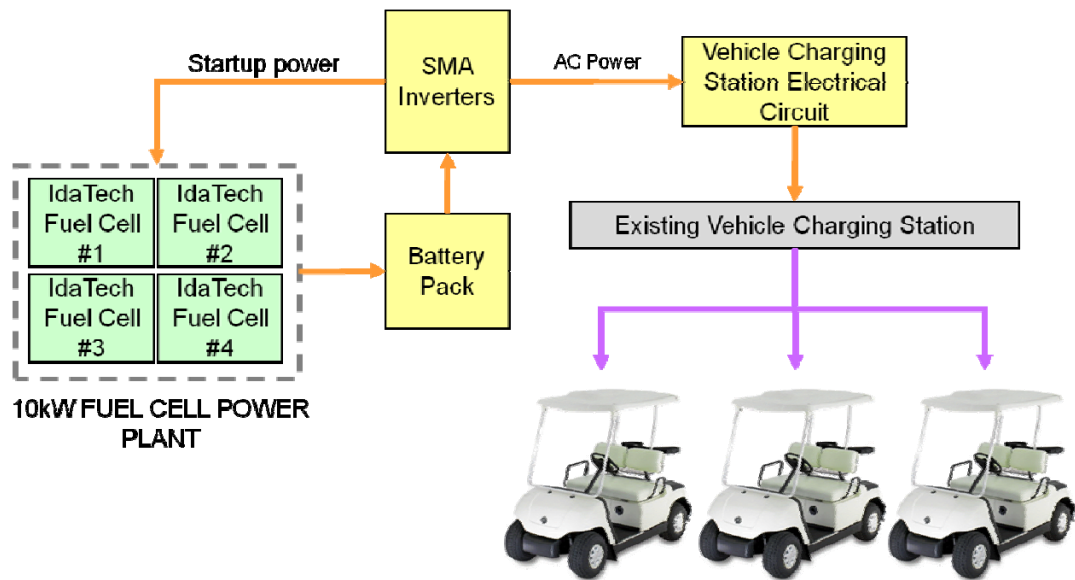 Startup power
SMA
Inverters
AC Power
Vehicle Charging
Station Electrical
Circuit
IdaTech
Fuel Cell
#1
IdaTech
Fuel Cell
#2
IdaTech
Fuel Cell
#3
IdaTech
Fuel Cell
#4
Battery
Pack
Existing Vehicle Charging Station
10kW FUEL CELL POWER
PLANT